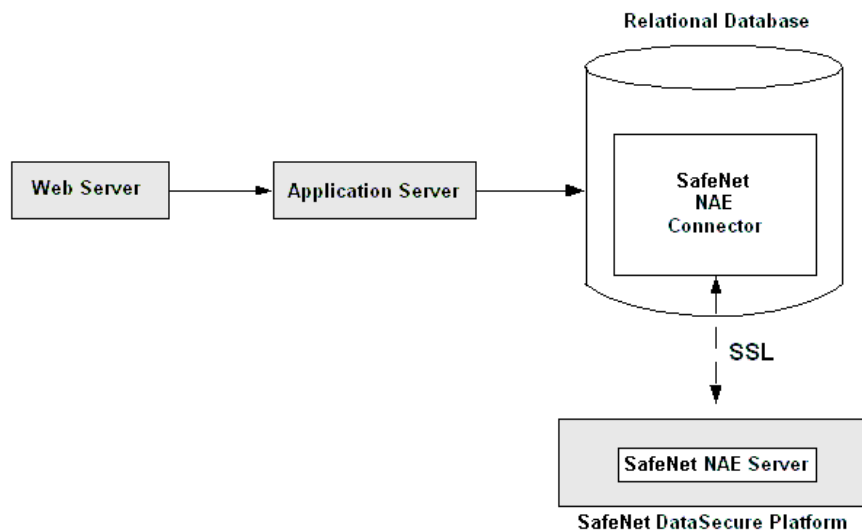 Relational Database
Web Server
Application Server
SafeNet
NAE
Connector
SSL
SafeNet NAE Server
SafeNet DataSecure Platform